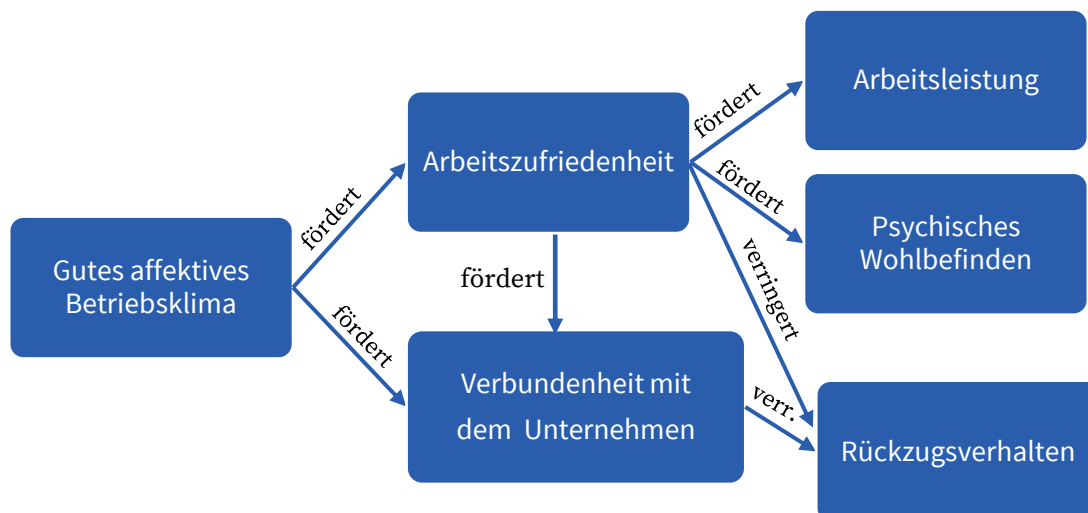 Gutes affektives
Betriebsklima
fördert
fördert
Arbeitszufriedenheit
fördert
Verbundenheit mit
dem Unternehmen
fördert
fördert
verringert
verr.
Arbeitsleistung
Psychisches
Wohlbefinden
Rückzugsverhalten